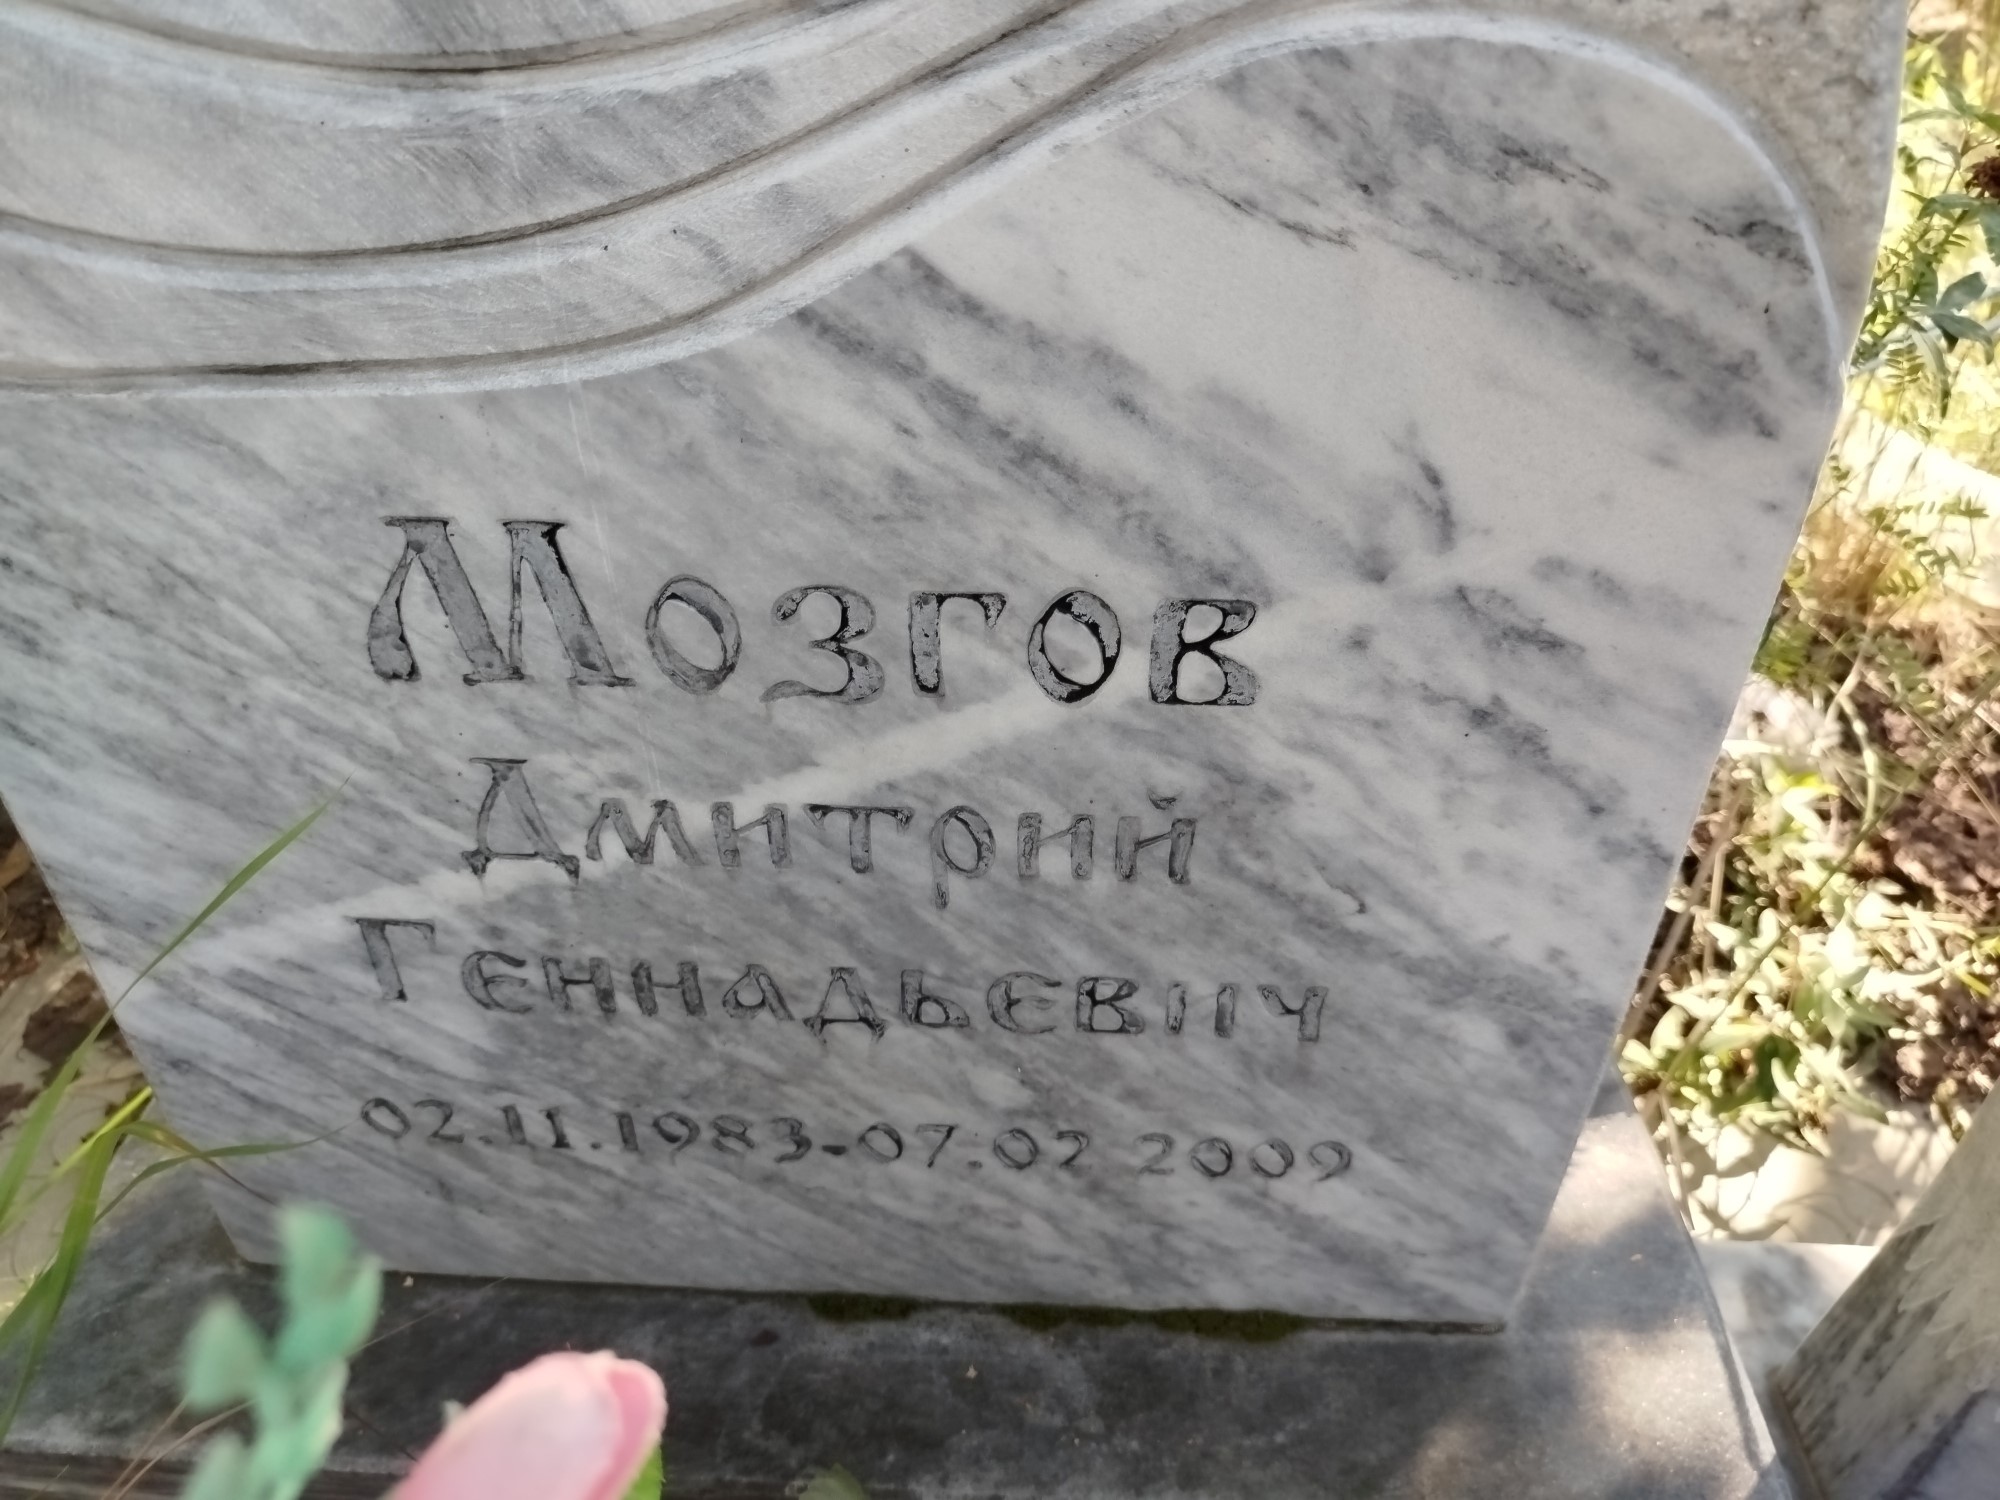 Мозгов
Дмитрий
Геннадьевич
02.11.1983-07.02 2009